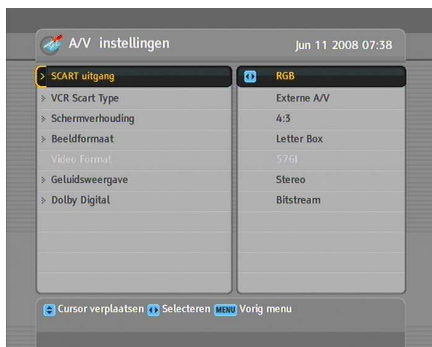 A/V instellingen
Jun 11 2008 07:38
SCART uitgang RGB
VCR Scart Type Externe A/V
Schermverhouding 4:3
Beeldformaat Letter Box
Video Format 576i
Geluidsweergave Stereo
Dolby Digital Bitstream
Cursor verplaatsen Selecteren MENU Vorig menu